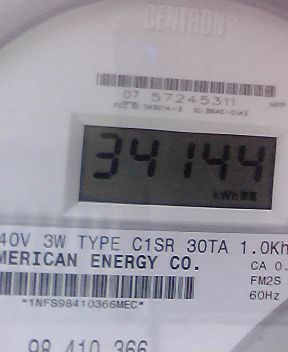 CENTRON
07 57245311
34144
kWh
40V 3W TYPE C1SR 30TA 1.0Kh
MERICAN ENERGY CO.
CA 0.
FM2S
60Hz
*1NFS98410366MEC*
98 410 366